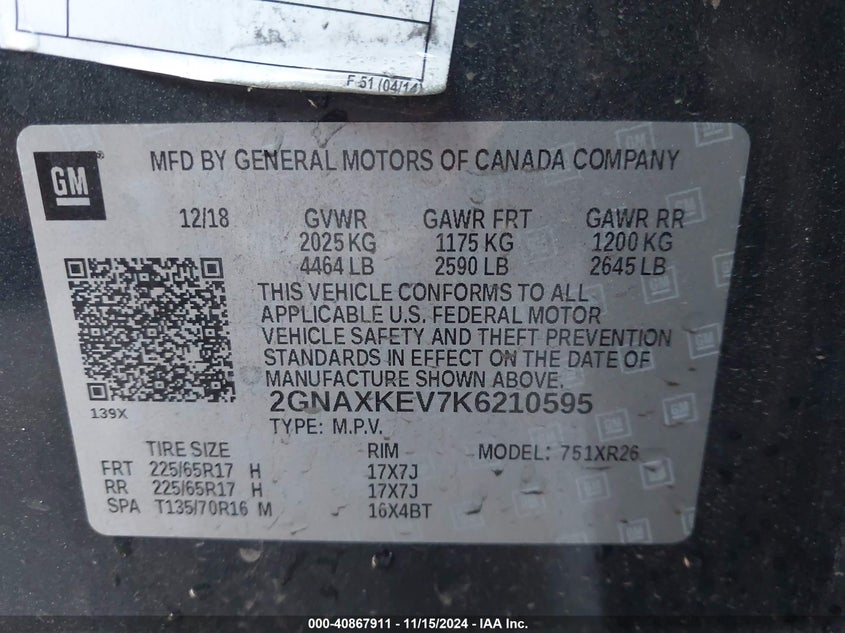 F 51 (04/14)
GM
MFD BY GENERAL MOTORS OF CANADA COMPANY
12/18 GVWR GAWR FRT GAWR RR
2025 KG 1175 KG 1200 KG
4464 LB 2590 LB 2645 LB
THIS VEHICLE CONFORMS TO ALL
APPLICABLE U.S. FEDERAL MOTOR
VEHICLE SAFETY AND THEFT PREVENTION
STANDARDS IN EFFECT ON THE DATE OF
MANUFACTURE SHOWN ABOVE.
139X
2GNAXKEV7K6210595
TYPE: M.P.V.
TIRE SIZE RIM MODEL: 751XR26
FRT 225/65R17 H 17X7J
RR 225/65R17 H 17X7J
SPA T135/70R16 M 16X4BT
000-40867911 - 11/15/2024 - IAA Inc.